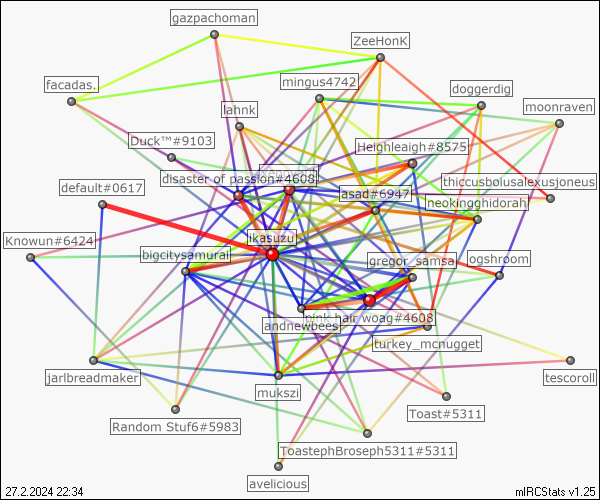 gazpachoman
ZeeHonK
facadas.
mingus4742
doggerdig
lahnk
moonraven
Duck™#9103
Heighleaigh#8575
disaster of passion#4608
thiccusboiusalexusjoneus
default#0617
asad#6947
neokingghidorah
Knowun#6424
ikasuzu
bigcitysamurai
gregor_samsa
ogshroom
woag#4608
andnewbees
turkey_mcnugget
jarlbreadmaker
mukszi
tescoroll
Toast#5311
Random Stuf6#5983
ToastephBroseph5311#5311
avelicious
27.2.2024 22:34
mIRCStats v1.25